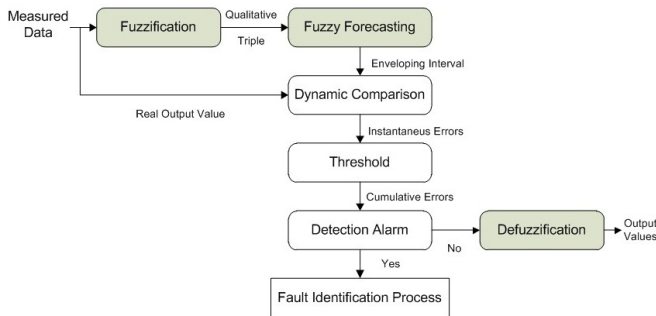 Measured
Data
Fuzzification
Qualitative
Triple
Fuzzy Forecasting
Enveloping Interval
Dynamic Comparison
Real Output Value
Instantaneus Errors
Threshold
Cumulative Errors
Detection Alarm
No
Defuzzification
Output
Values
Yes
Fault Identification Process